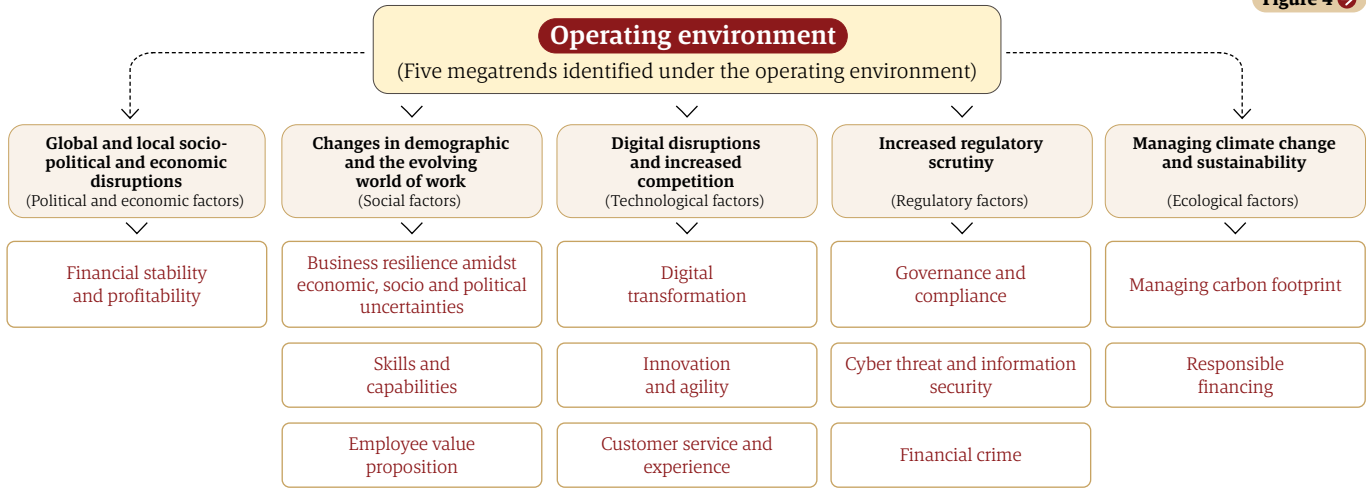 Figure 4
Operating environment
(Five megatrends identified under the operating environment)
Global and local socio-
political and economic
disruptions
(Political and economic factors)
Changes in demographic
and the evolving
world of work
(Social factors)
Digital disruptions
and increased
competition
(Technological factors)
Increased regulatory
scrutiny
(Regulatory factors)
Managing climate change
and sustainability
(Ecological factors)
Financial stability
and profitability
Business resilience amidst
economic, socio and political
uncertainties
Digital
transformation
Governance and
compliance
Managing carbon footprint
Skills and
capabilities
Innovation
and agility
Cyber threat and information
security
Responsible
financing
Employee value
proposition
Customer service and
experience
Financial crime